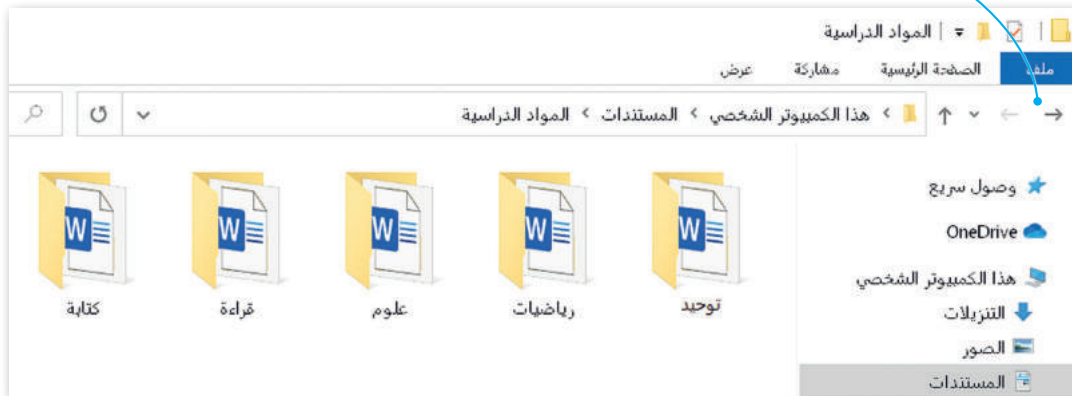 المواد الدراسية
ملف الصفحة الرئيسية مشاركة عرض
هذا الكمبيوتر الشخصي > المستندات > المواد الدراسية
وصول سريع
OneDrive
هذا الكمبيوتر الشخصي
التنزيلات
الصور
المستندات
توحيد رياضيات علوم قراءة كتابة